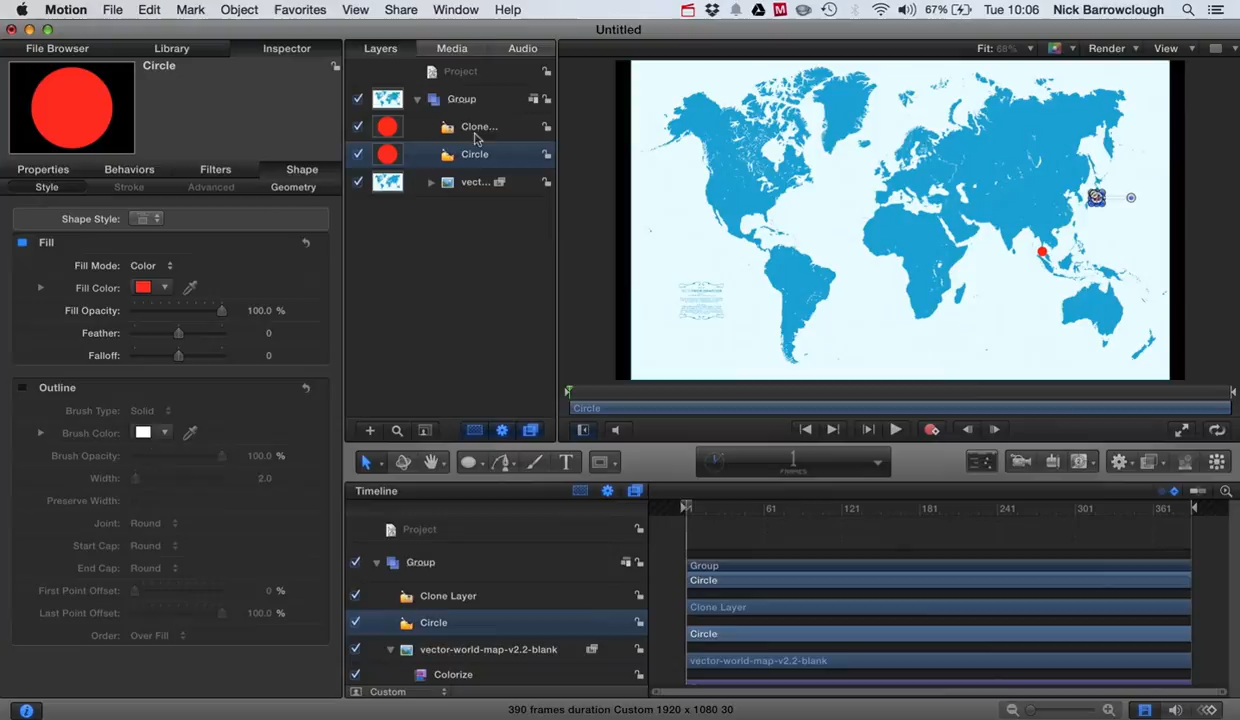 Motion File Edit Mark Object Favorites View Share Window Help 67% Tue 10:06 Nick Barrowclough
Untitled
File Browser Library Inspector Layers Media Audio Fit: 68% Render View
Circle
Project
Group
Clone...
Circle
vect...
Properties Behaviors Filters Shape
Style Stroke Advanced Geometry
Shape Style:
Fill
Fill Mode: Color
Fill Color:
Fill Opacity: 100.0 %
Feather: 0
Falloff: 0
Outline
Brush Type: Solid
Brush Color:
Brush Opacity: 100.0 %
Width: 2.0
Preserve Width:
Joint: Round
Start Cap: Round
End Cap: Round
First Point Offset: 0 %
Last Point Offset: 100.0 %
Order: Over Fill
Circle
T
1
FRAMES
Timeline
1 61 121 181 241 301 361
Project
Group
Clone Layer
Circle
vector-world-map-v2.2-blank
Colorize
Custom
Group
Circle
Clone Layer
Circle
vector-world-map-v2.2-blank
390 frames duration Custom 1920 x 1080 30